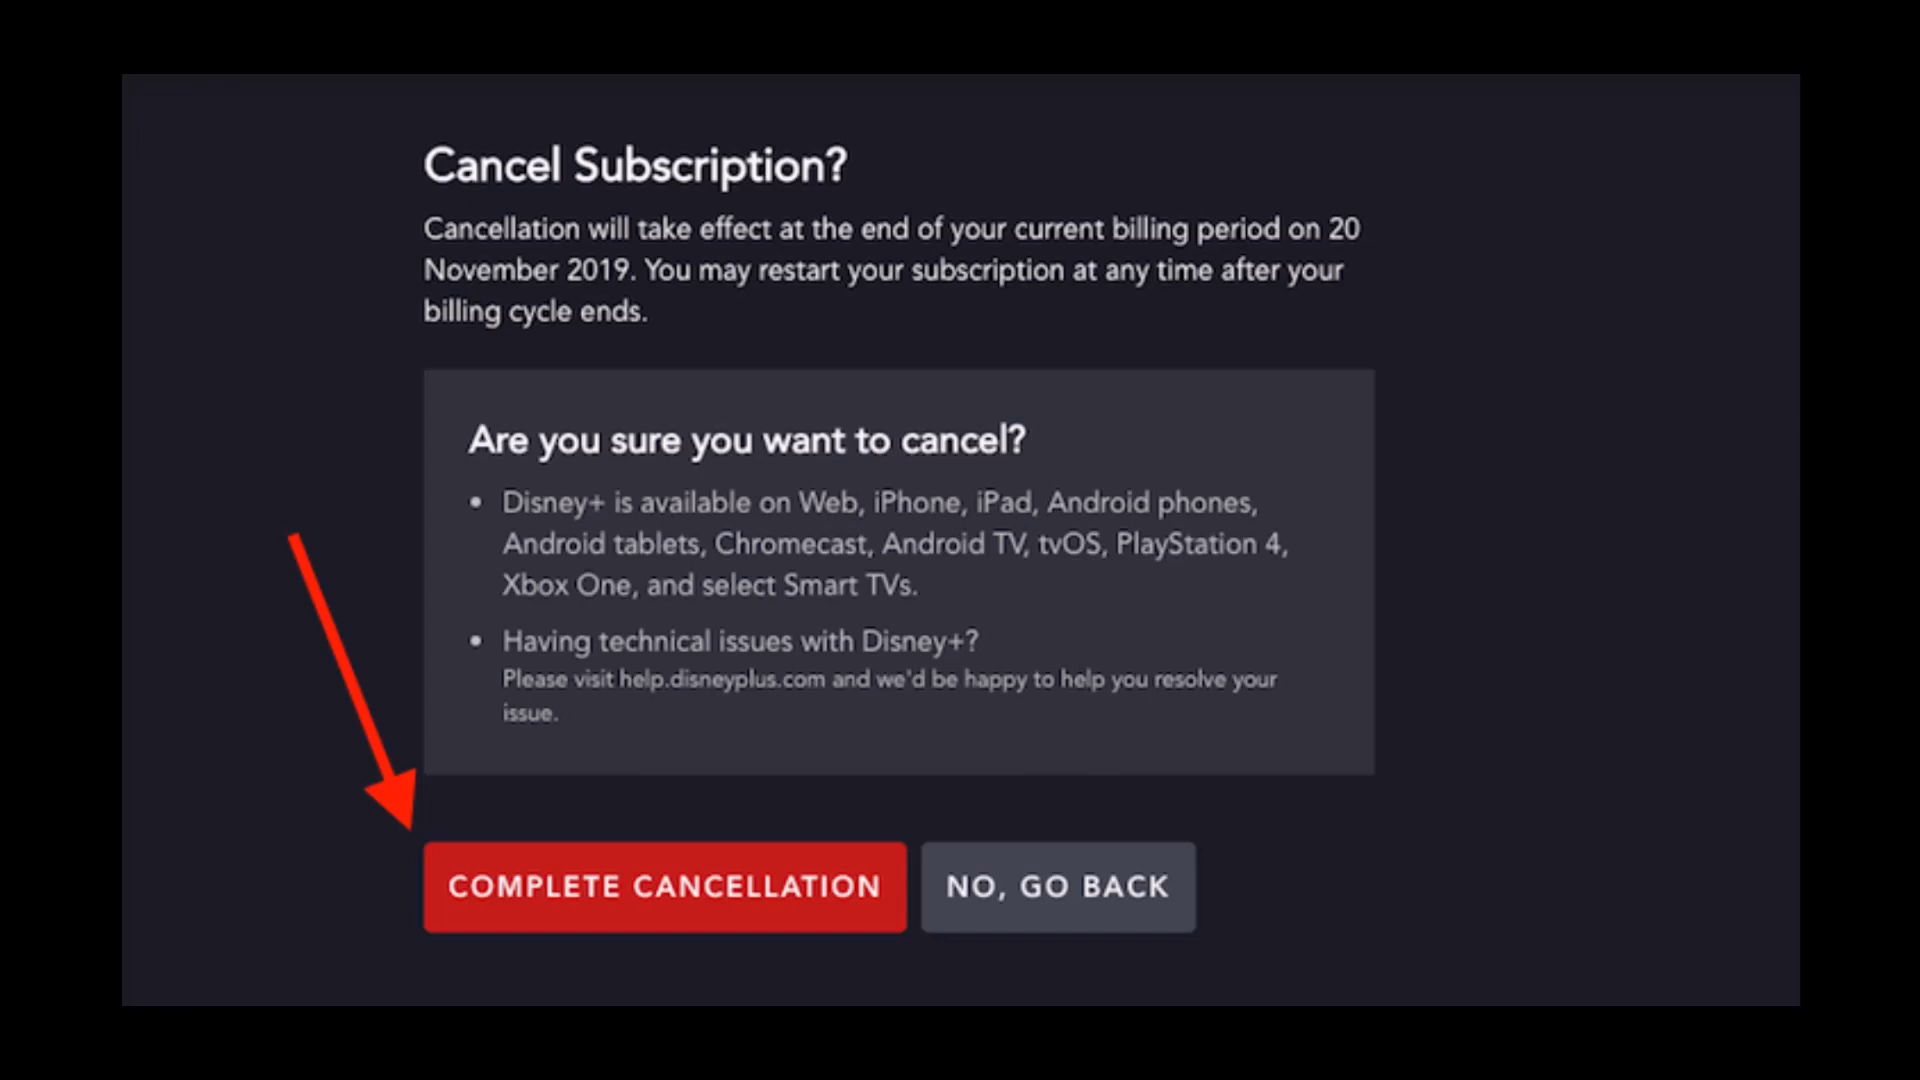 Cancel Subscription?
Cancellation will take effect at the end of your current billing period on 20
November 2019. You may restart your subscription at any time after your
billing cycle ends.
Are you sure you want to cancel?
• Disney+ is available on Web, iPhone, iPad, Android phones,
Android tablets, Chromecast, Android TV, tvOS, PlayStation 4,
Xbox One, and select Smart TVs.
• Having technical issues with Disney+?
Please visit help.disneyplus.com and we'd be happy to help you resolve your
issue.
COMPLETE CANCELLATION
NO, GO BACK